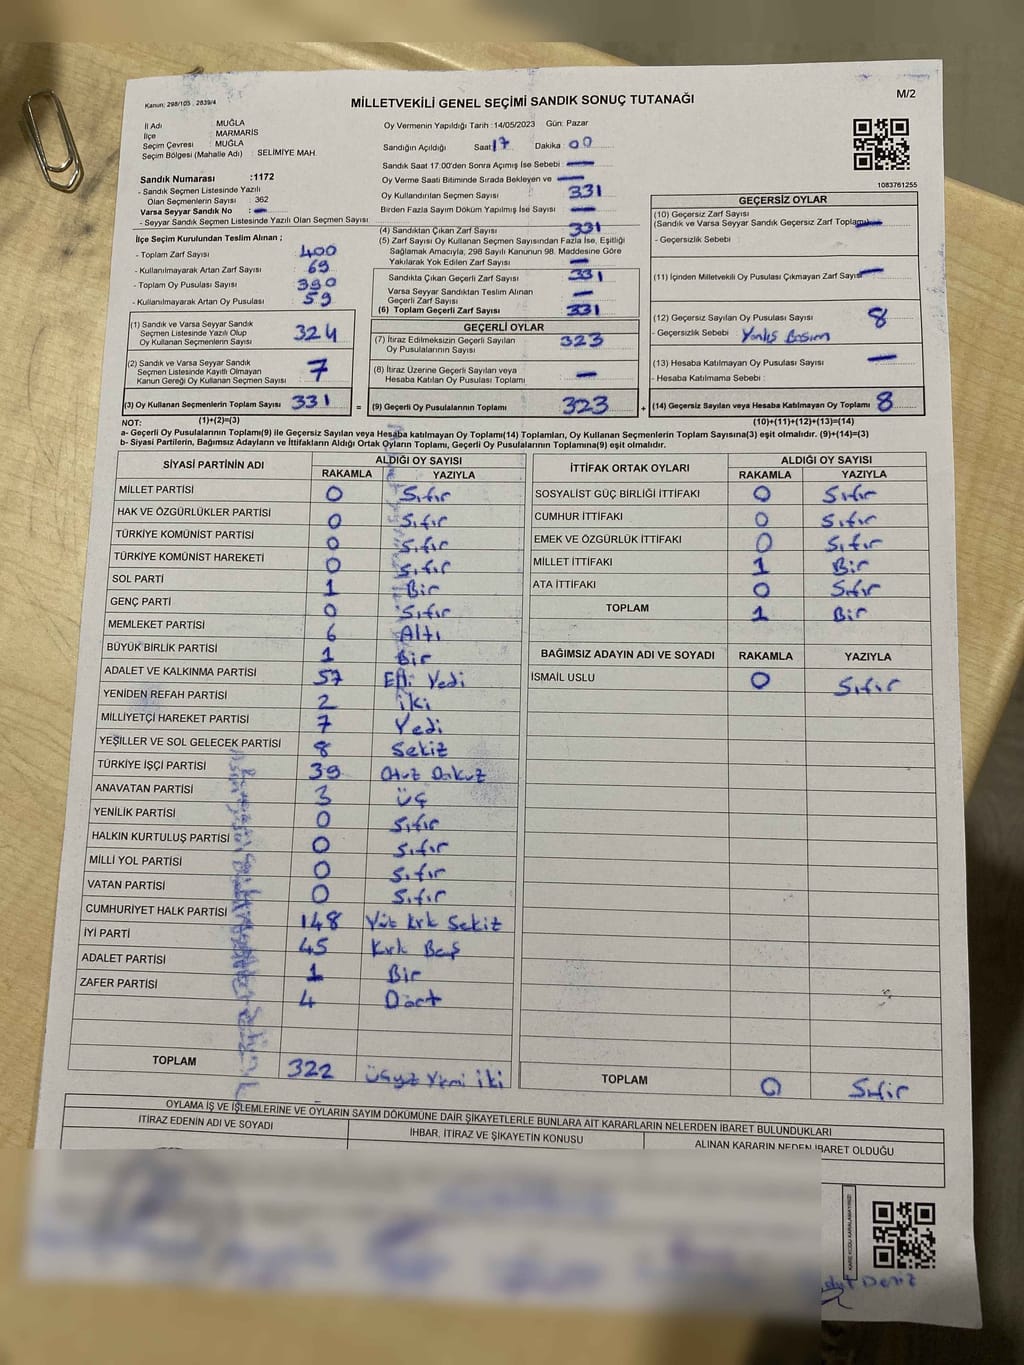 Kanun: 298/105 , 2839/4
MİLLETVEKİLİ GENEL SEÇİMİ SANDIK SONUÇ TUTANAĞI
M/2
İl Adı : MUĞLA
İlçe : MARMARİS
Seçim Çevresi : MUĞLA
Seçim Bölgesi (Mahalle Adı) : SELİMİYE MAH.
Sandık Numarası :1172
- Sandık Seçmen Listesinde Yazılı
Olan Seçmenlerin Sayısı : 362
Varsa Seyyar Sandık No : —
- Seyyar Sandık Seçmen Listesinde Yazılı Olan Seçmen Sayısı
Oy Vermenin Yapıldığı Tarih :14/05/2023 Gün: Pazar
Sandığın Açıldığı Saat 17 Dakika 00
Sandık Saat 17.00'den Sonra Açımış İse Sebebi : —
Oy Verme Saati Bitiminde Sırada Bekleyen ve —
Oy Kullandırılan Seçmen Sayısı 331
Birden Fazla Sayım Döküm Yapılmış İse Sayısı —
(4) Sandıktan Çıkan Zarf Sayısı 331
(5) Zarf Sayısı Oy Kullanan Seçmen Sayısından Fazla İse, Eşitliği
Sağlamak Amacıyla, 298 Sayılı Kanunun 98. Maddesine Göre
Yakılarak Yok Edilen Zarf Sayısı —
1083761255
İlçe Seçim Kurulundan Teslim Alınan ;
- Toplam Zarf Sayısı : 400
- Kullanılmayarak Artan Zarf Sayısı : 69
- Toplam Oy Pusulası Sayısı : 390
- Kullanılmayarak Artan Oy Pusulası : 59
Sandıkta Çıkan Geçerli Zarf Sayısı 331
Varsa Seyyar Sandıktan Teslim Alınan
Geçerli Zarf Sayısı —
(6) Toplam Geçerli Zarf Sayısı 331
GEÇERSİZ OYLAR
(10) Geçersiz Zarf Sayısı
(Sandık ve Varsa Seyyar Sandık Geçersiz Zarf Toplamı) —
- Geçersizlik Sebebi :
(11) İçinden Milletvekili Oy Pusulası Çıkmayan Zarf Sayısı —
(12) Geçersiz Sayılan Oy Pusulası Sayısı 8
- Geçersizlik Sebebi : Yanlış Basım
(13) Hesaba Katılmayan Oy Pusulası Sayısı —
- Hesaba Katılmama Sebebi :
(1) Sandık ve Varsa Seyyar Sandık
Seçmen Listesinde Yazılı Olup
Oy Kullanan Seçmenlerin Sayısı 324
(2) Sandık ve Varsa Seyyar Sandık
Seçmen Listesinde Kayıtlı Olmayan
Kanun Gereği Oy Kullanan Seçmen Sayısı 7
GEÇERLİ OYLAR
(7) İtiraz Edilmeksizin Geçerli Sayılan
Oy Pusulalarının Sayısı 323
(8) İtiraz Üzerine Geçerli Sayılan veya
Hesaba Katılan Oy Pusulası Toplamı —
(3) Oy Kullanan Seçmenlerin Toplam Sayısı 331 = (9) Geçerli Oy Pusulalarının Toplamı 323 + (14) Geçersiz Sayılan veya Hesaba Katılmayan Oy Toplamı 8
NOT: (1)+(2)=(3) (10)+(11)+(12)+(13)=(14)
a- Geçerli Oy Pusulalarının Toplamı(9) ile Geçersiz Sayılan veya Hesaba katılmayan Oy Toplamı(14) Toplamları, Oy Kullanan Seçmenlerin Toplam Sayısına(3) eşit olmalıdır. (9)+(14)=(3)
b- Siyasi Partilerin, Bağımsız Adayların ve İttifakların Aldığı Ortak Oyların Toplamı, Geçerli Oy Pusulalarının Toplamına(9) eşit olmalıdır.
SİYASİ PARTİNİN ADI ALDIĞI OY SAYISI
RAKAMLA YAZIYLA
MİLLET PARTİSİ 0 Sıfır
HAK VE ÖZGÜRLÜKLER PARTİSİ 0 Sıfır
TÜRKİYE KOMÜNİST PARTİSİ 0 Sıfır
TÜRKİYE KOMÜNİST HAREKETİ 0 Sıfır
SOL PARTİ 1 Bir
GENÇ PARTİ 0 Sıfır
MEMLEKET PARTİSİ 6 Altı
BÜYÜK BİRLİK PARTİSİ 1 Bir
ADALET VE KALKINMA PARTİSİ 57 Elli Yedi
YENİDEN REFAH PARTİSİ 2 İki
MİLLİYETÇİ HAREKET PARTİSİ 7 Yedi
YEŞİLLER VE SOL GELECEK PARTİSİ 8 Sekiz
TÜRKİYE İŞÇİ PARTİSİ 39 Otuz Dokuz
ANAVATAN PARTİSİ 3 Üç
YENİLİK PARTİSİ 0 Sıfır
HALKIN KURTULUŞ PARTİSİ 0 Sıfır
MİLLİ YOL PARTİSİ 0 Sıfır
VATAN PARTİSİ 0 Sıfır
CUMHURİYET HALK PARTİSİ 148 Yüz Kırk Sekiz
İYİ PARTİ 45 Kırk Beş
ADALET PARTİSİ 1 Bir
ZAFER PARTİSİ 4 Dört
TOPLAM 322 Üçyüz Yirmi İki
İTTİFAK ORTAK OYLARI ALDIĞI OY SAYISI
RAKAMLA YAZIYLA
SOSYALİST GÜÇ BİRLİĞİ İTTİFAKI 0 Sıfır
CUMHUR İTTİFAKI 0 Sıfır
EMEK VE ÖZGÜRLÜK İTTİFAKI 0 Sıfır
MİLLET İTTİFAKI 1 Bir
ATA İTTİFAKI 0 Sıfır
TOPLAM 1 Bir
BAĞIMSIZ ADAYIN ADI VE SOYADI RAKAMLA YAZIYLA
İSMAİL USLU 0 Sıfır
TOPLAM 0 Sıfır
OYLAMA İŞ VE İŞLEMLERİNE VE OYLARIN SAYIM DÖKÜMÜNE DAİR ŞİKAYETLERLE BUNLARA AİT KARARLARIN NELERDEN İBARET BULUNDUKLARI
İTİRAZ EDENİN ADI VE SOYADI
İHBAR, İTİRAZ VE ŞİKAYETİN KONUSU
ALINAN KARARIN NEDEN İBARET OLDUĞU
KARE KODU KARALAMAYINIZ!
Deniz